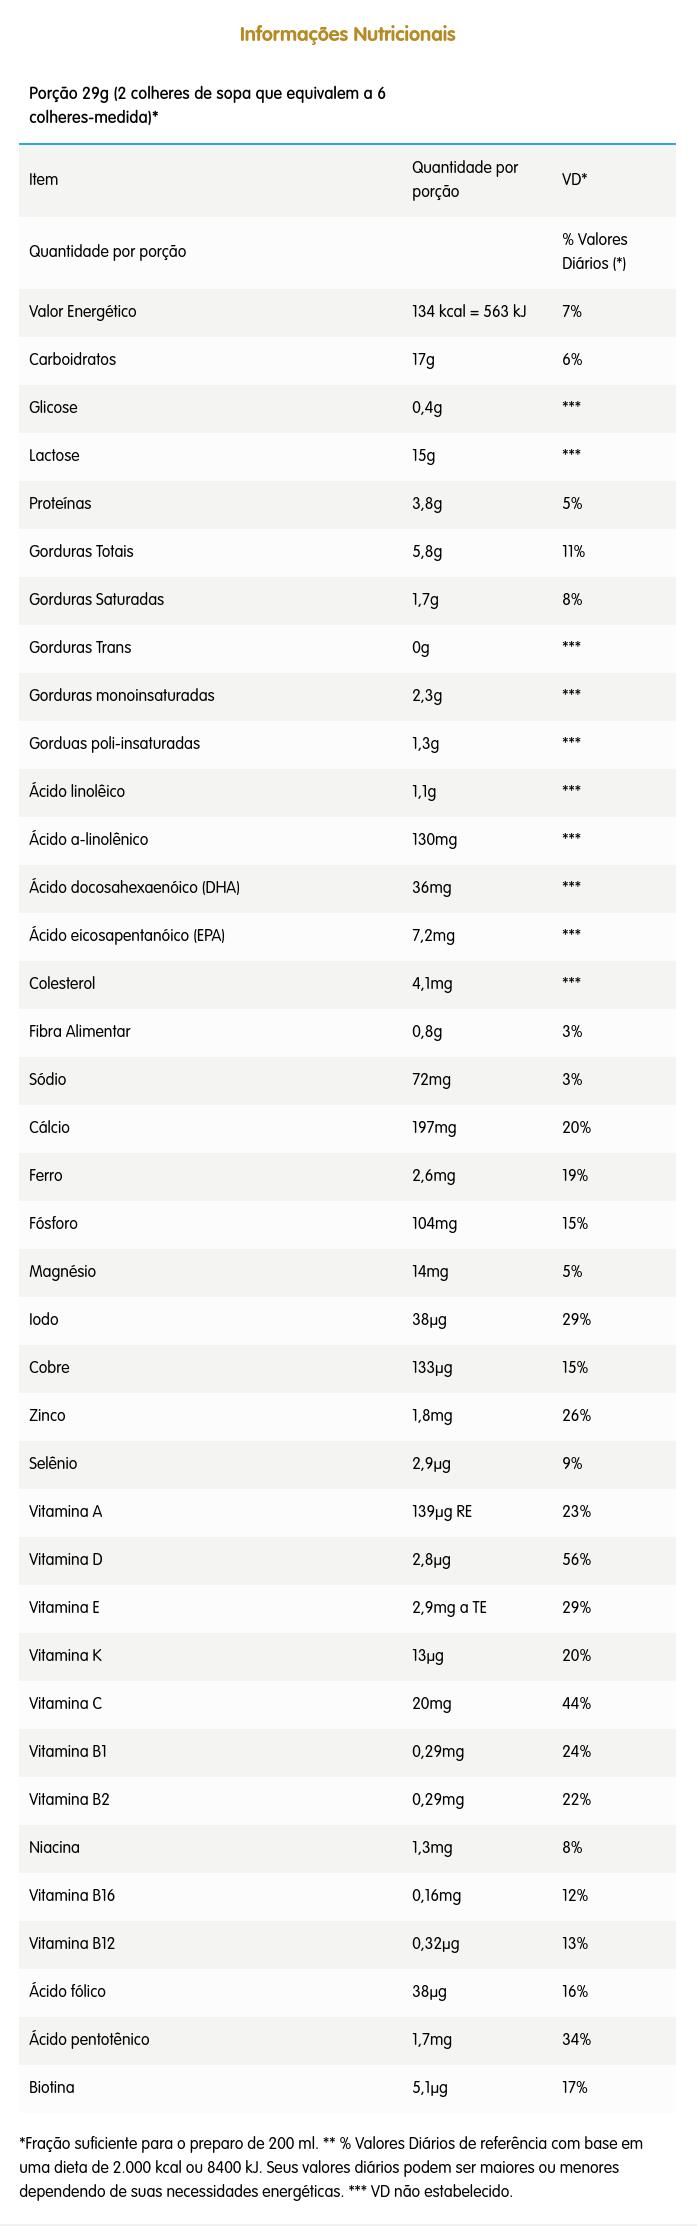 Informações Nutricionais
Porção 29g (2 colheres de sopa que equivalem a 6
colheres-medida)*
Item Quantidade por porção VD*
Quantidade por porção % Valores Diários (*)
Valor Energético 134 kcal = 563 kJ 7%
Carboidratos 17g 6%
Glicose 0,4g ***
Lactose 15g ***
Proteínas 3,8g 5%
Gorduras Totais 5,8g 11%
Gorduras Saturadas 1,7g 8%
Gorduras Trans 0g ***
Gorduras monoinsaturadas 2,3g ***
Gorduas poli-insaturadas 1,3g ***
Ácido linolêico 1,1g ***
Ácido a-linolênico 130mg ***
Ácido docosahexaenóico (DHA) 36mg ***
Ácido eicosapentanóico (EPA) 7,2mg ***
Colesterol 4,1mg ***
Fibra Alimentar 0,8g 3%
Sódio 72mg 3%
Cálcio 197mg 20%
Ferro 2,6mg 19%
Fósforo 104mg 15%
Magnésio 14mg 5%
Iodo 38µg 29%
Cobre 133µg 15%
Zinco 1,8mg 26%
Selênio 2,9µg 9%
Vitamina A 139µg RE 23%
Vitamina D 2,8µg 56%
Vitamina E 2,9mg a TE 29%
Vitamina K 13µg 20%
Vitamina C 20mg 44%
Vitamina B1 0,29mg 24%
Vitamina B2 0,29mg 22%
Niacina 1,3mg 8%
Vitamina B16 0,16mg 12%
Vitamina B12 0,32µg 13%
Ácido fólico 38µg 16%
Ácido pentotênico 1,7mg 34%
Biotina 5,1µg 17%
*Fração suficiente para o preparo de 200 ml. ** % Valores Diários de referência com base em
uma dieta de 2.000 kcal ou 8400 kJ. Seus valores diários podem ser maiores ou menores
dependendo de suas necessidades energéticas. *** VD não estabelecido.